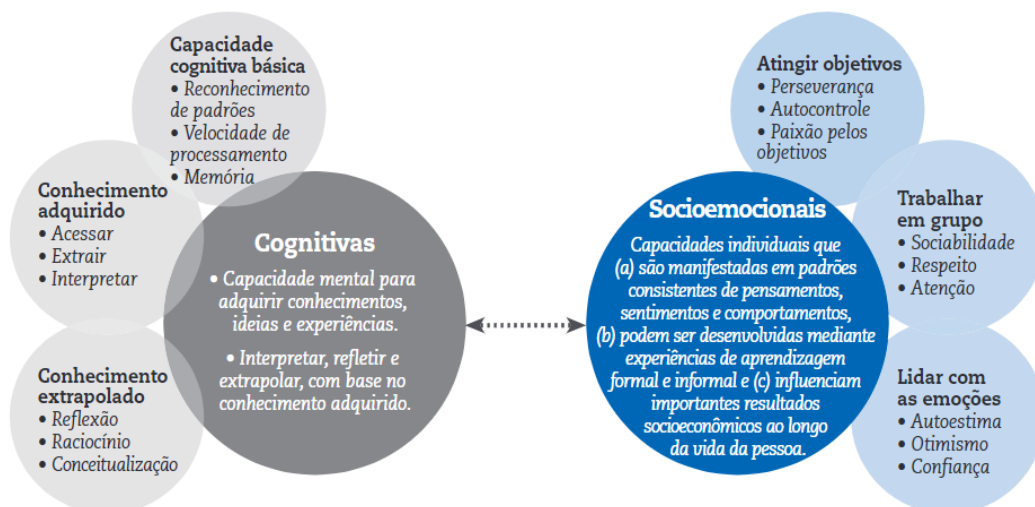 Capacidade
cognitiva básica
• Reconhecimento
de padrões
• Velocidade de
processamento
• Memória
Conhecimento
adquirido
• Acessar
• Extrair
• Interpretar
Conhecimento
extrapolado
• Reflexão
• Raciocínio
• Conceitualização
Cognitivas
• Capacidade mental para
adquirir conhecimentos,
ideias e experiências.
• Interpretar, refletir e
extrapolar, com base no
conhecimento adquirido.
Socioemocionais
Capacidades individuais que
(a) são manifestadas em padrões
consistentes de pensamentos,
sentimentos e comportamentos,
(b) podem ser desenvolvidas mediante
experiências de aprendizagem
formal e informal e (c) influenciam
importantes resultados
socioeconômicos ao longo
da vida da pessoa.
Atingir objetivos
• Perseverança
• Autocontrole
• Paixão pelos
objetivos
Trabalhar
em grupo
• Sociabilidade
• Respeito
• Atenção
Lidar com
as emoções
• Autoestima
• Otimismo
• Confiança